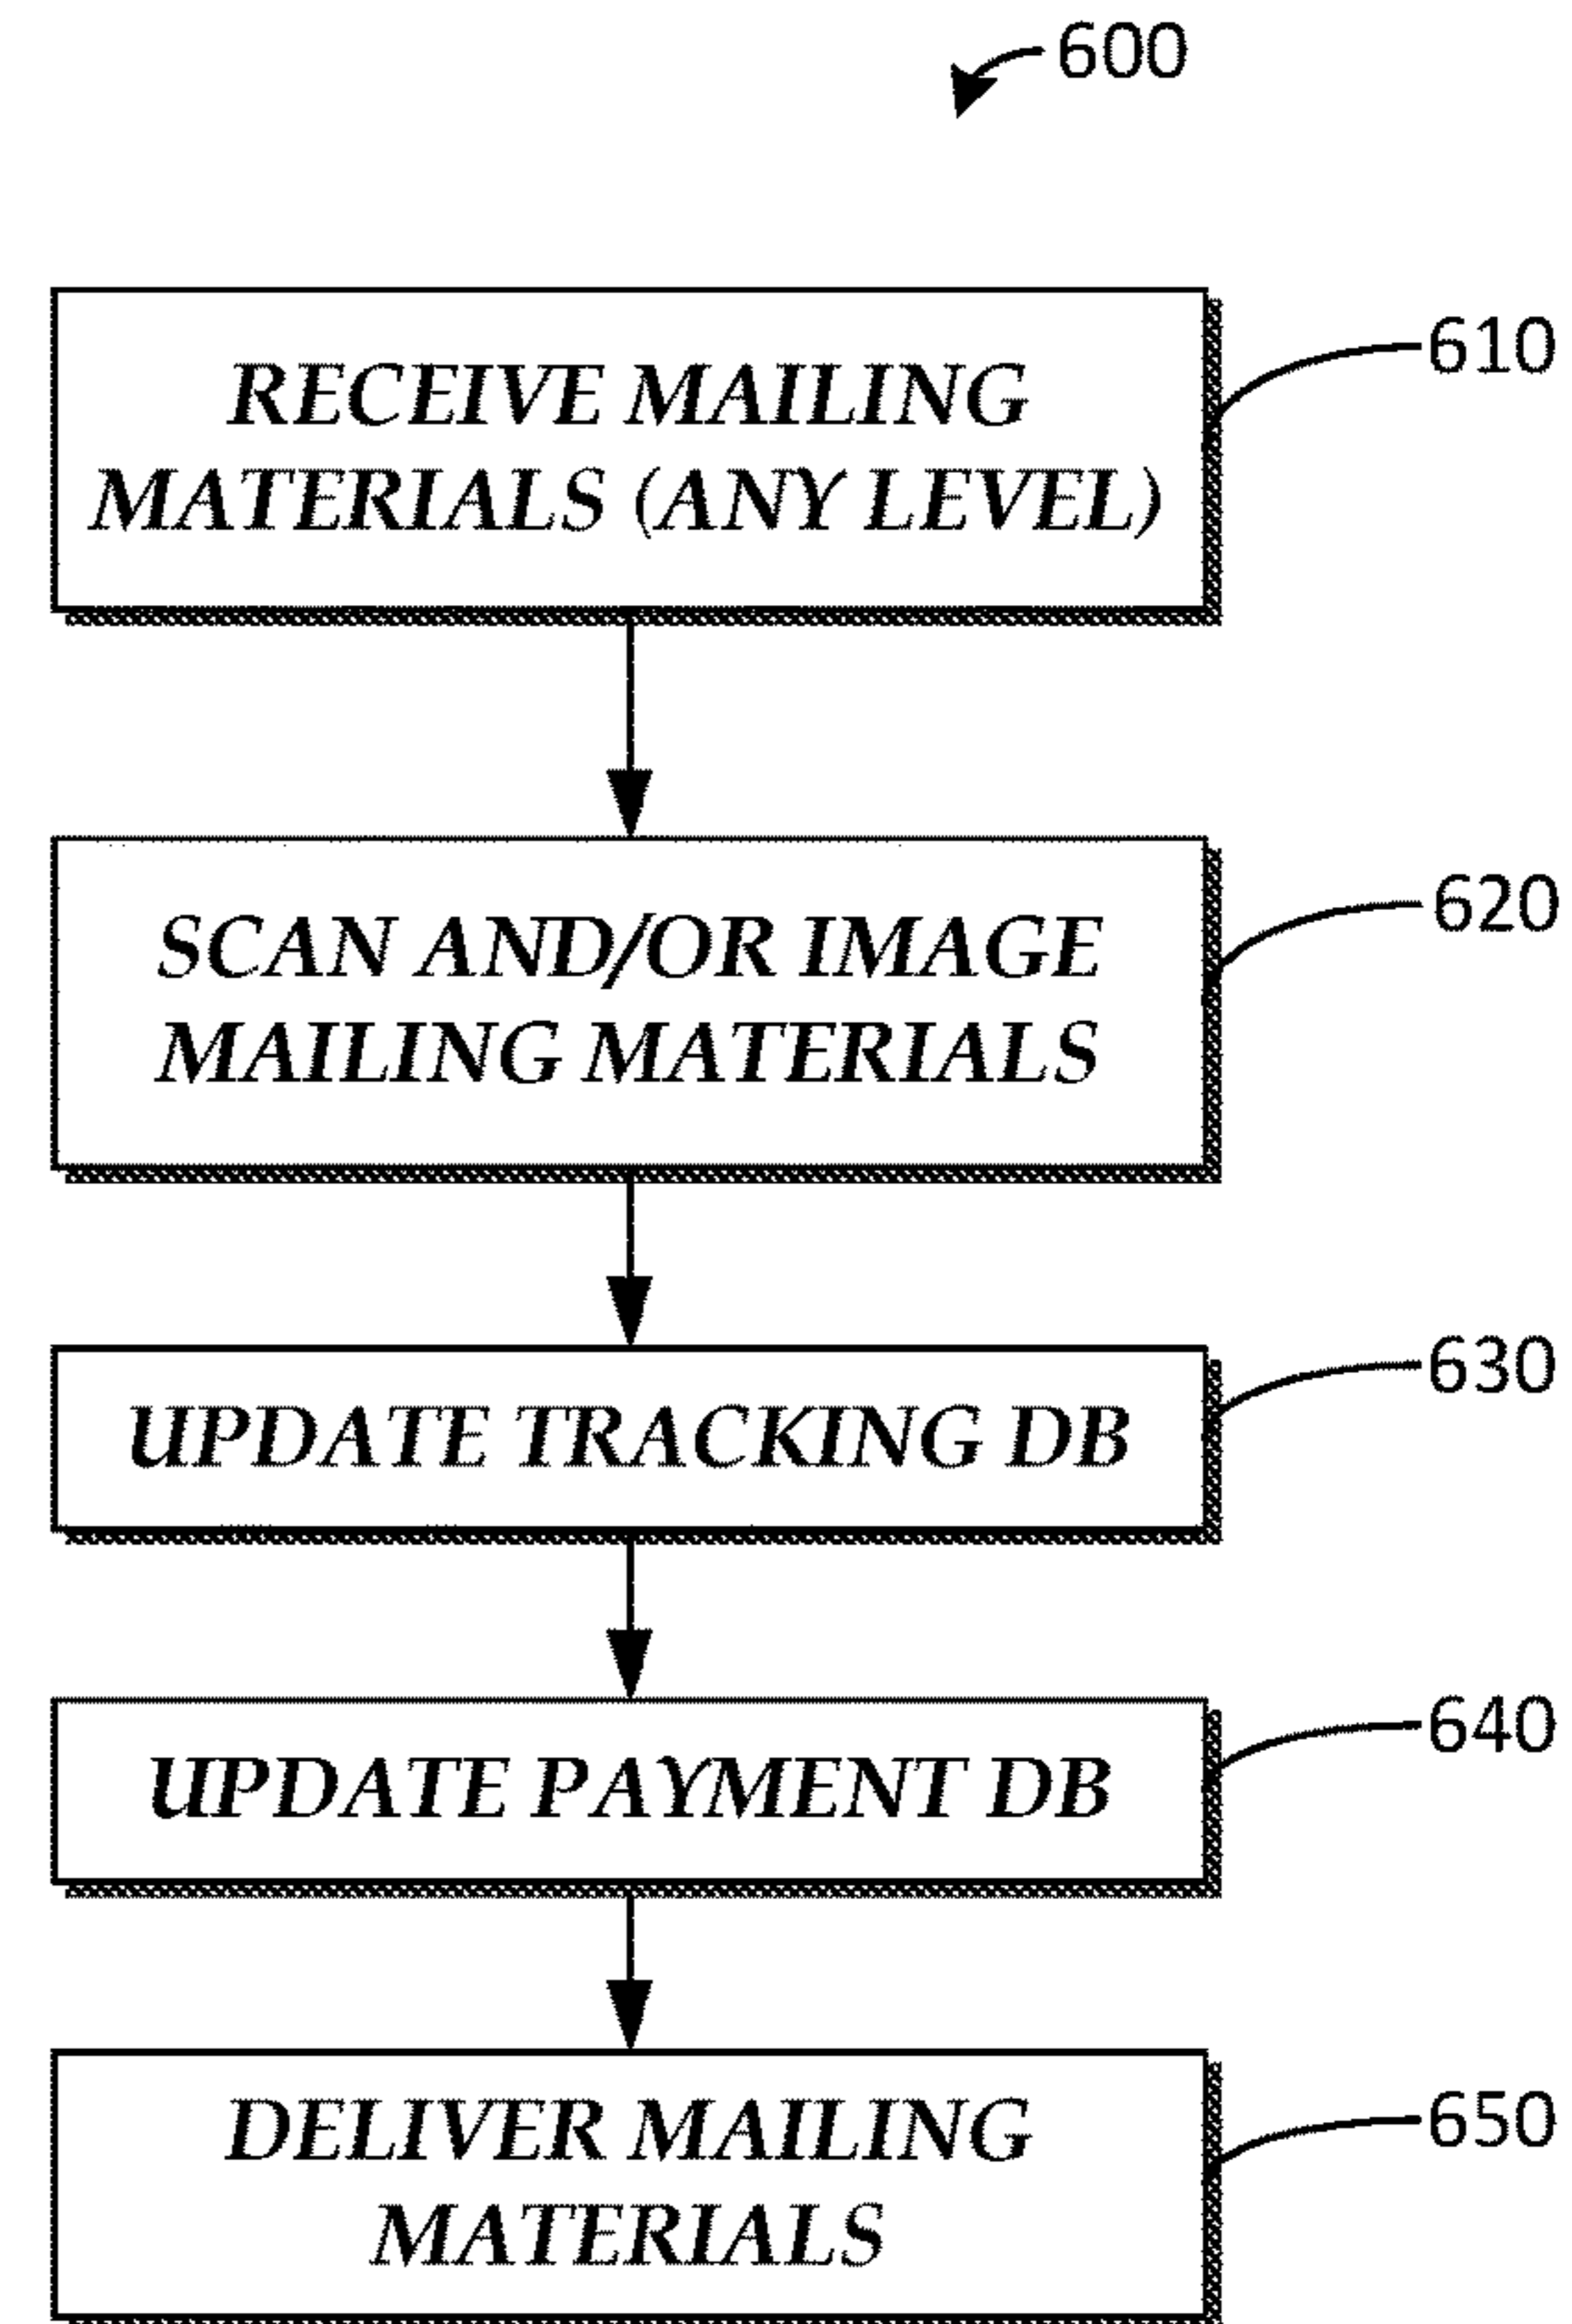 600
RECEIVE MAILING
MATERIALS (ANY LEVEL)
610
SCAN AND/OR IMAGE
MAILING MATERIALS
620
UPDATE TRACKING DB
630
UPDATE PAYMENT DB
640
DELIVER MAILING
MATERIALS
650